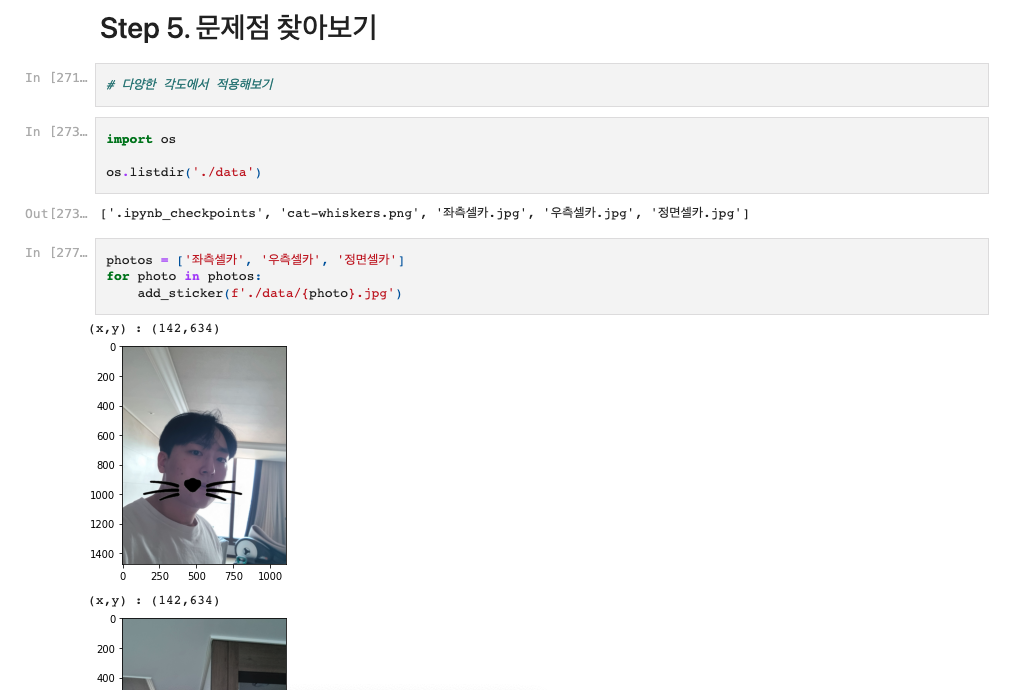 Step 5. 문제점 찾아보기
In [271…
# 다양한 각도에서 적용해보기
In [273…
import os
os.listdir('./data')
Out[273…
['.ipynb_checkpoints', 'cat-whiskers.png', '좌측셀카.jpg', '우측셀카.jpg', '정면셀카.jpg']
In [277…
photos = ['좌측셀카', '우측셀카', '정면셀카']
for photo in photos:
    add_sticker(f'./data/{photo}.jpg')
(x,y) : (142,634)
0
200
400
600
800
1000
1200
1400
0 250 500 750 1000
(x,y) : (142,634)
0
200
400